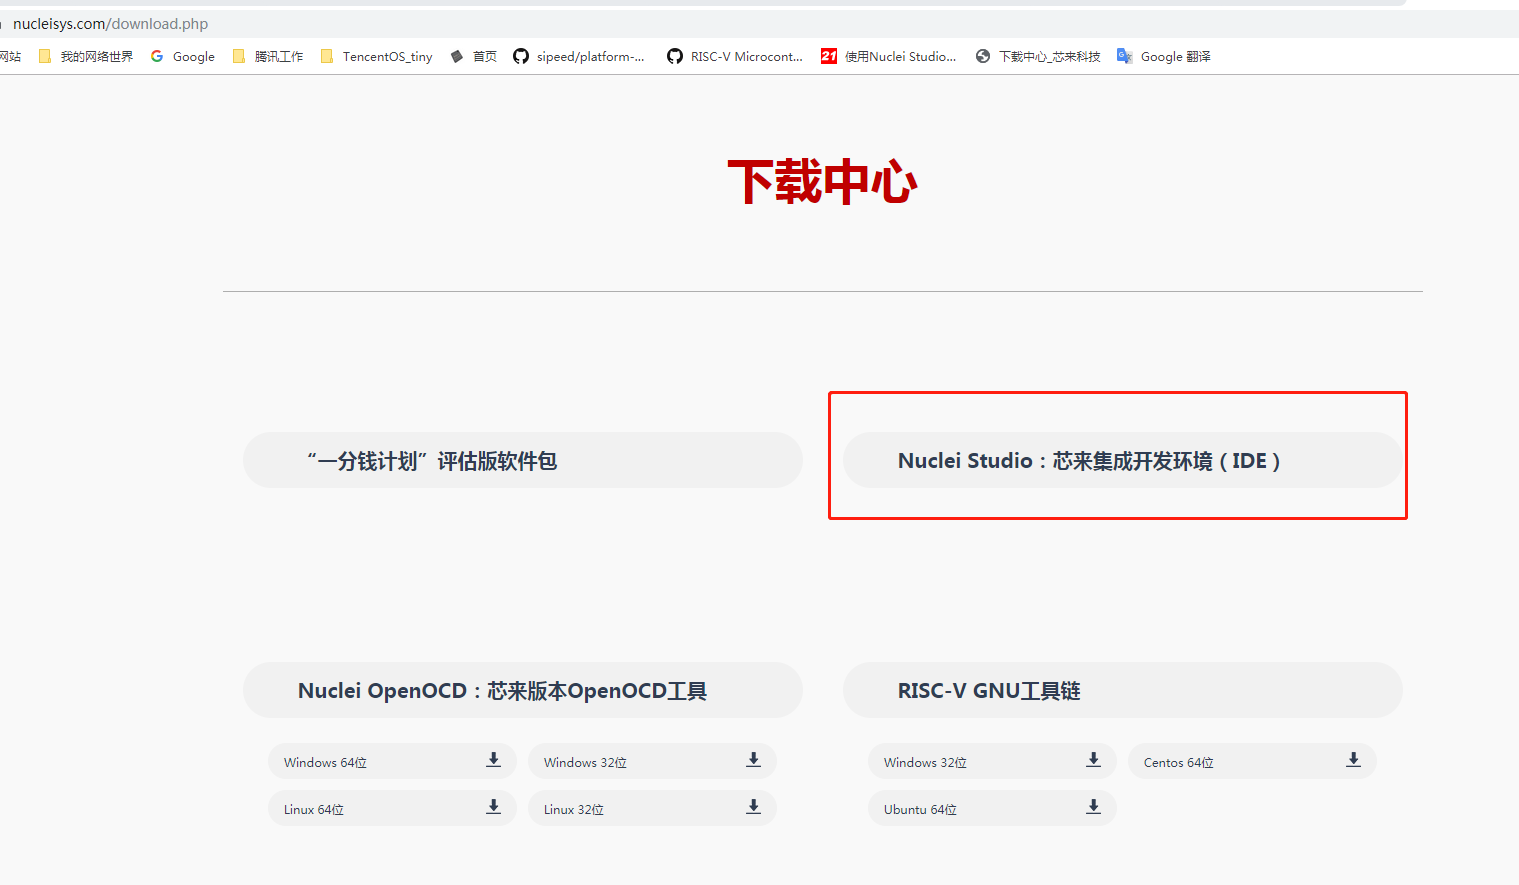 nucleisys.com/download.php
网站 我的网络世界 Google 腾讯工作 TencentOS_tiny 首页 sipeed/platform-... RISC-V Microcont... 21 使用Nuclei Studio... 下载中心_芯来科技 Google 翻译
下载中心
“一分钱计划”评估版软件包
Nuclei Studio：芯来集成开发环境（IDE）
Nuclei OpenOCD：芯来版本OpenOCD工具
RISC-V GNU工具链
Windows 64位 Windows 32位 Windows 32位 Centos 64位
Linux 64位 Linux 32位 Ubuntu 64位